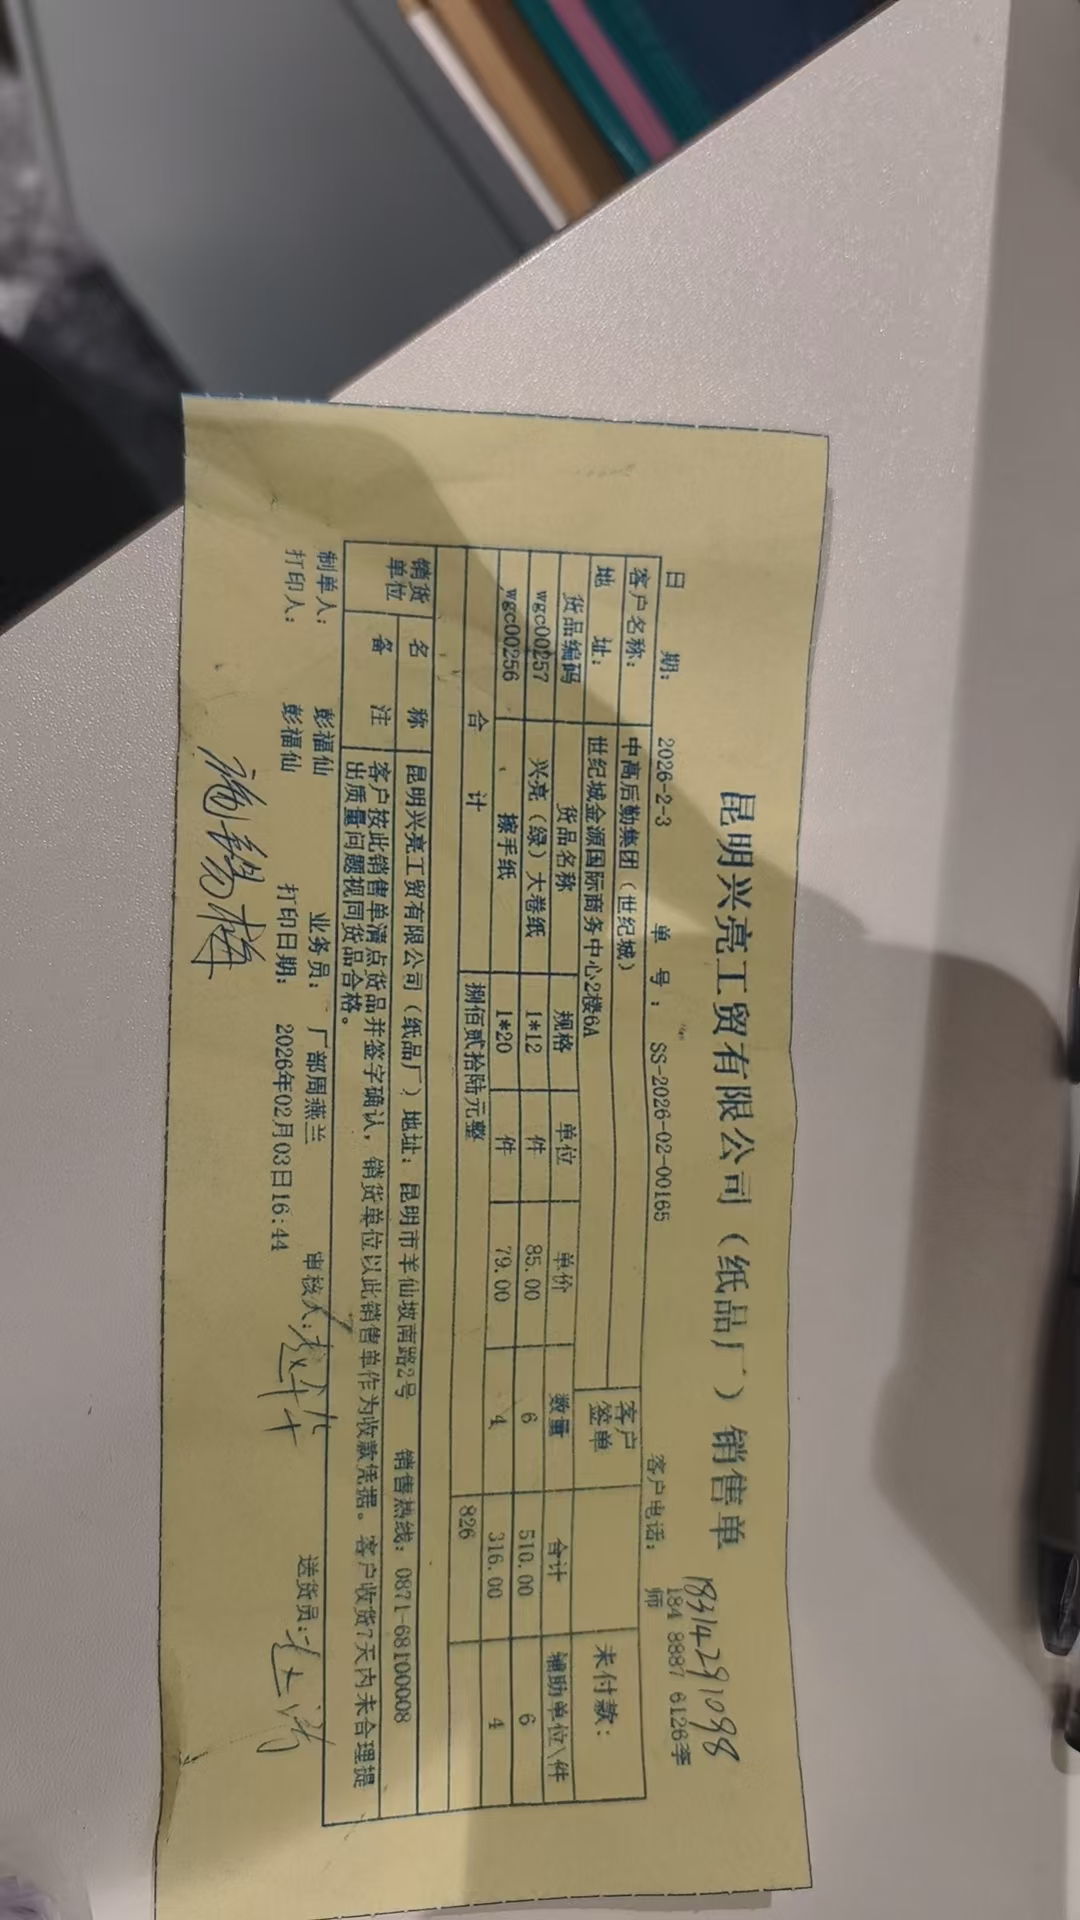 昆明兴亮工贸有限公司（纸品厂）销售单
18314291098
日 期： 2026-2-3 单 号： SS-2026-02-00165 客户电话： 184 8887 6126李师
客户名称： 中高后勤集团（世纪城） 客户签单 未付款：
地 址： 世纪城金源国际商务中心2楼6A
货品编码 货品名称 规格 单位 单价 数量 合计 辅助单位\件
wgc00257 兴亮（绿）大卷纸 1*12 件 85.00 6 510.00 6
wgc00256 擦手纸 1*20 件 79.00 4 316.00 4
合 计 捌佰贰拾陆元整 826
销货单位 名 称 昆明兴亮工贸有限公司（纸品厂）地址：昆明市羊仙坡南路2号 销售热线：0871-68100008
备 注 客户按此销售单清点货品并签字确认，销货单位以此销售单作为收款凭据。客户收货7天内未合理提
出质量问题视同货品合格。
制单人： 彭福仙 业务员： 厂部周燕兰 审核人： 送货员：
打印人： 彭福仙 打印日期： 2026年02月03日16:44